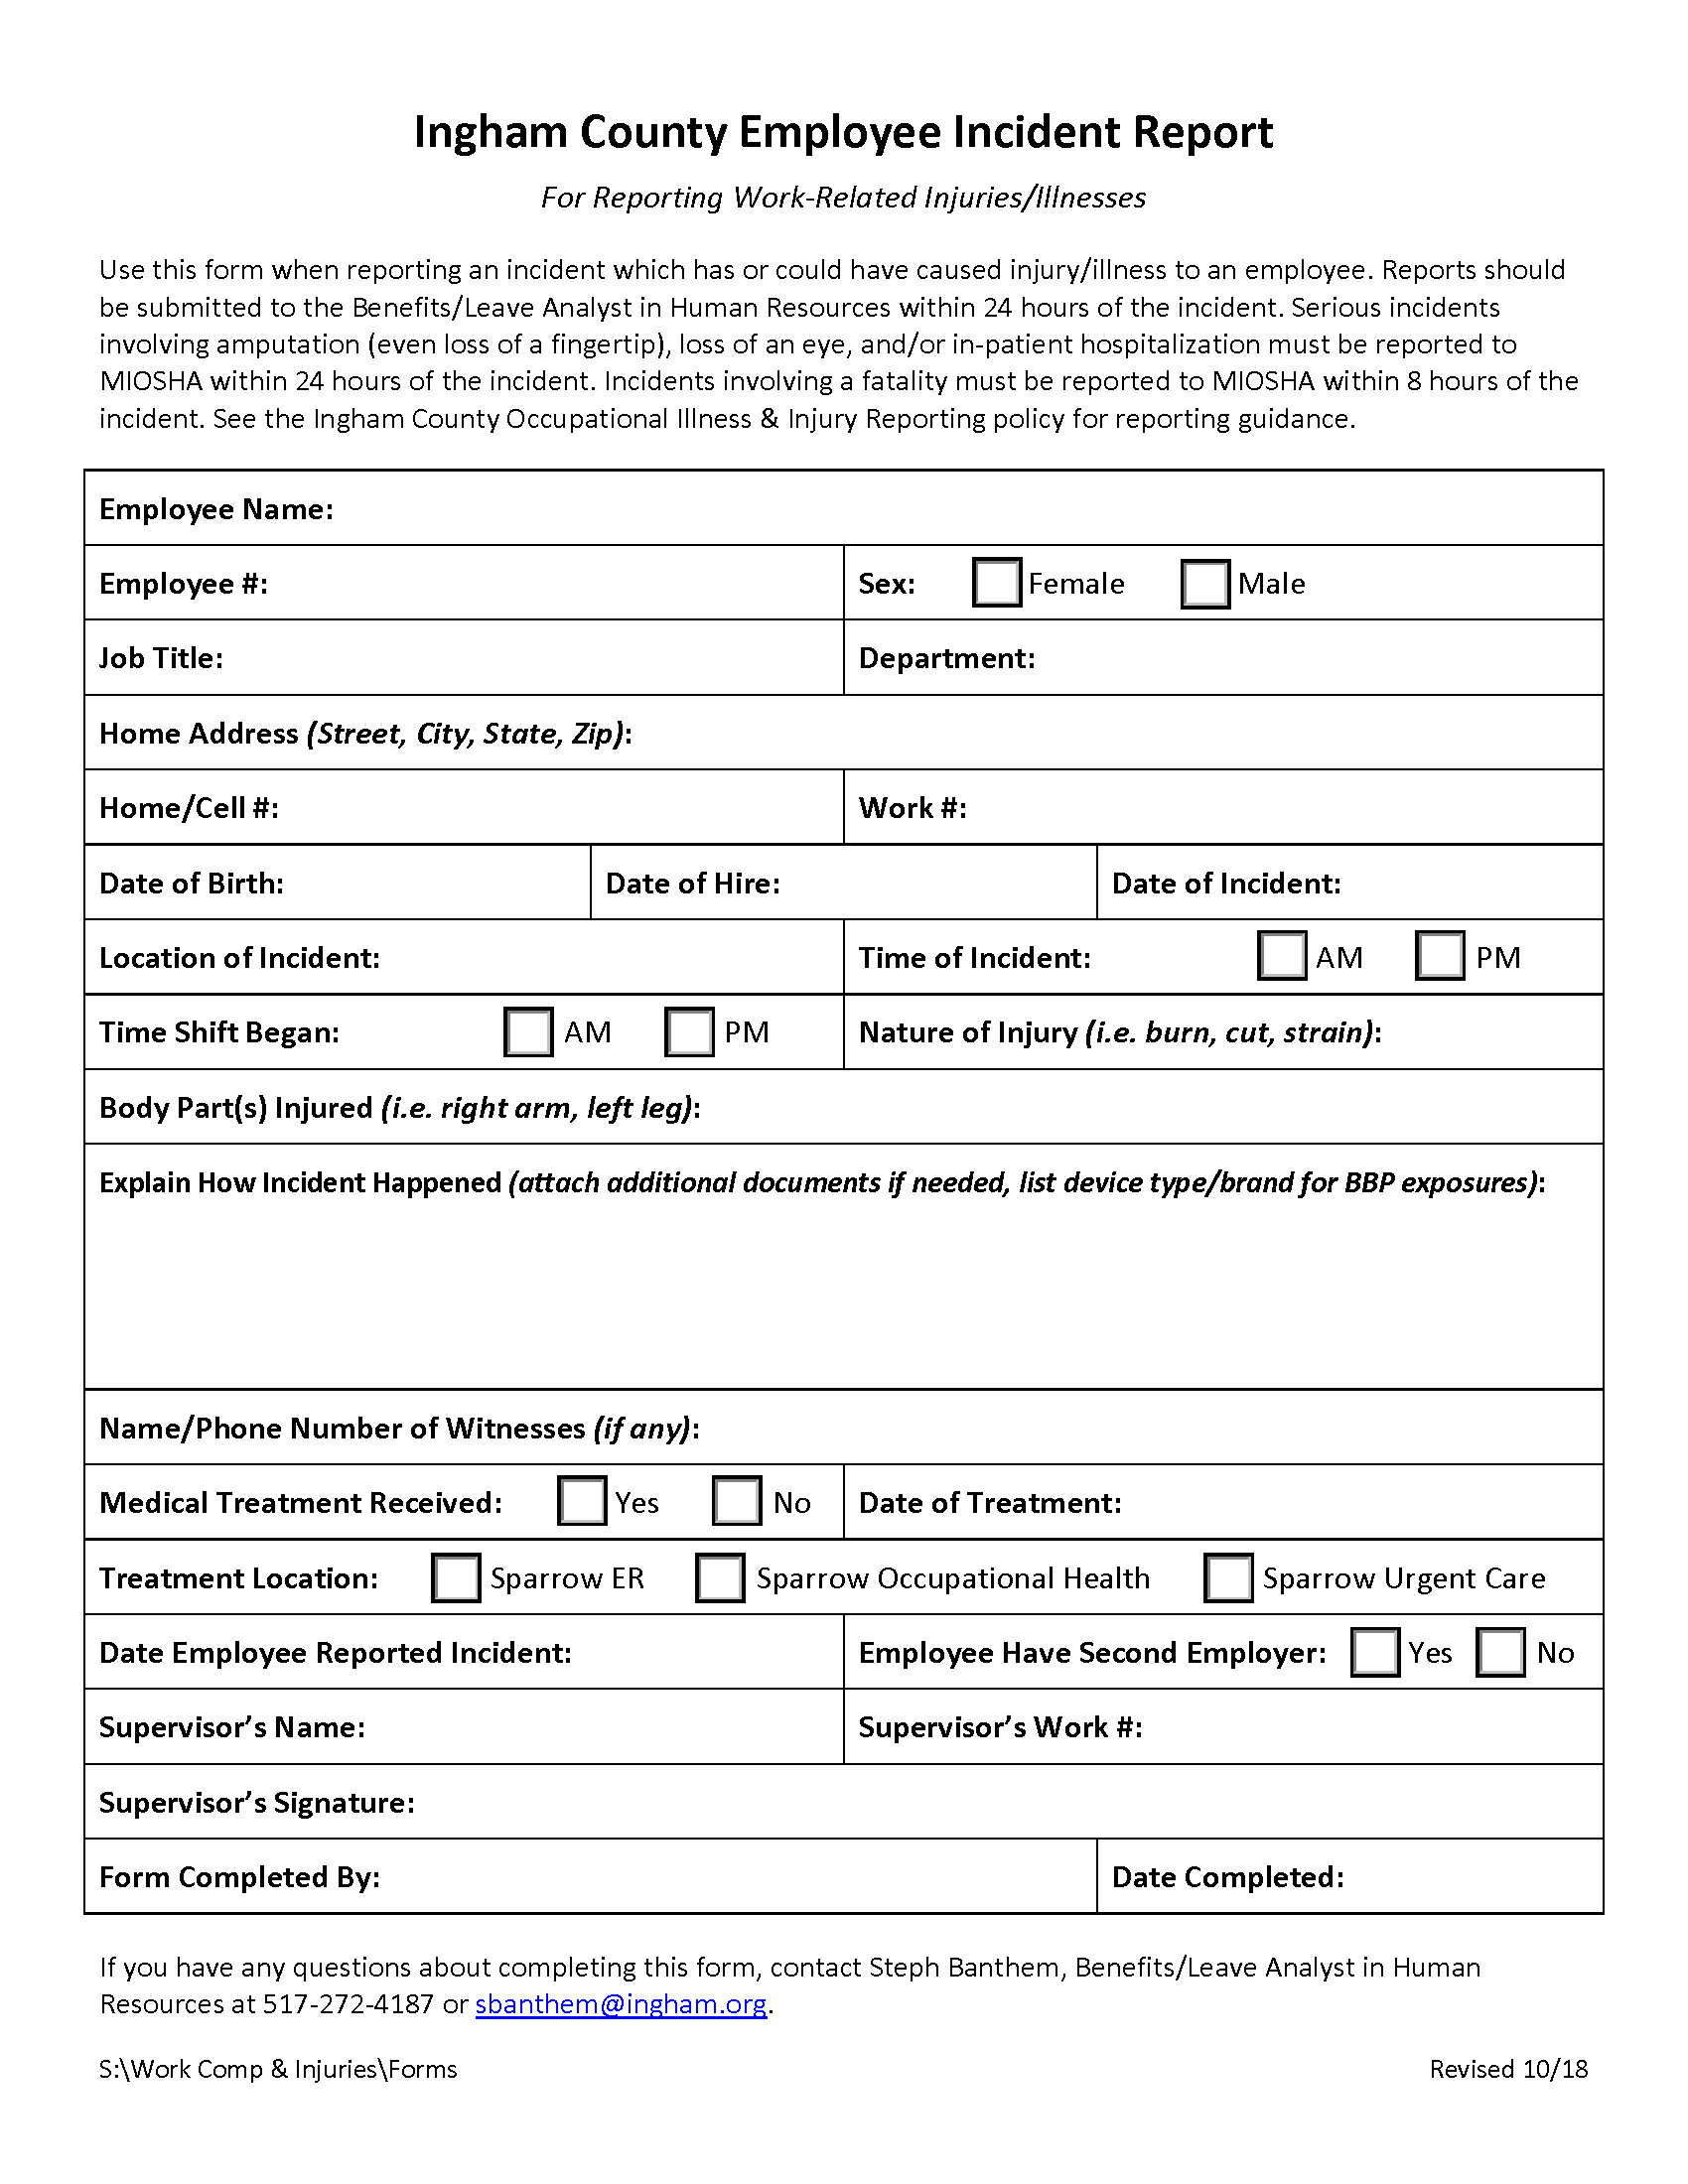 Ingham County Employee Incident Report
For Reporting Work-Related Injuries/Illnesses
Use this form when reporting an incident which has or could have caused injury/illness to an employee. Reports should
be submitted to the Benefits/Leave Analyst in Human Resources within 24 hours of the incident. Serious incidents
involving amputation (even loss of a fingertip), loss of an eye, and/or in-patient hospitalization must be reported to
MIOSHA within 24 hours of the incident. Incidents involving a fatality must be reported to MIOSHA within 8 hours of the
incident. See the Ingham County Occupational Illness & Injury Reporting policy for reporting guidance.
Employee Name:
Employee #: Sex: Female Male
Job Title: Department:
Home Address (Street, City, State, Zip):
Home/Cell #: Work #:
Date of Birth: Date of Hire: Date of Incident:
Location of Incident: Time of Incident: AM PM
Time Shift Began: AM PM Nature of Injury (i.e. burn, cut, strain):
Body Part(s) Injured (i.e. right arm, left leg):
Explain How Incident Happened (attach additional documents if needed, list device type/brand for BBP exposures):
Name/Phone Number of Witnesses (if any):
Medical Treatment Received: Yes No Date of Treatment:
Treatment Location: Sparrow ER Sparrow Occupational Health Sparrow Urgent Care
Date Employee Reported Incident: Employee Have Second Employer: Yes No
Supervisor’s Name: Supervisor’s Work #:
Supervisor’s Signature:
Form Completed By: Date Completed:
If you have any questions about completing this form, contact Steph Banthem, Benefits/Leave Analyst in Human
Resources at 517-272-4187 or sbanthem@ingham.org.
S:\Work Comp & Injuries\Forms Revised 10/18